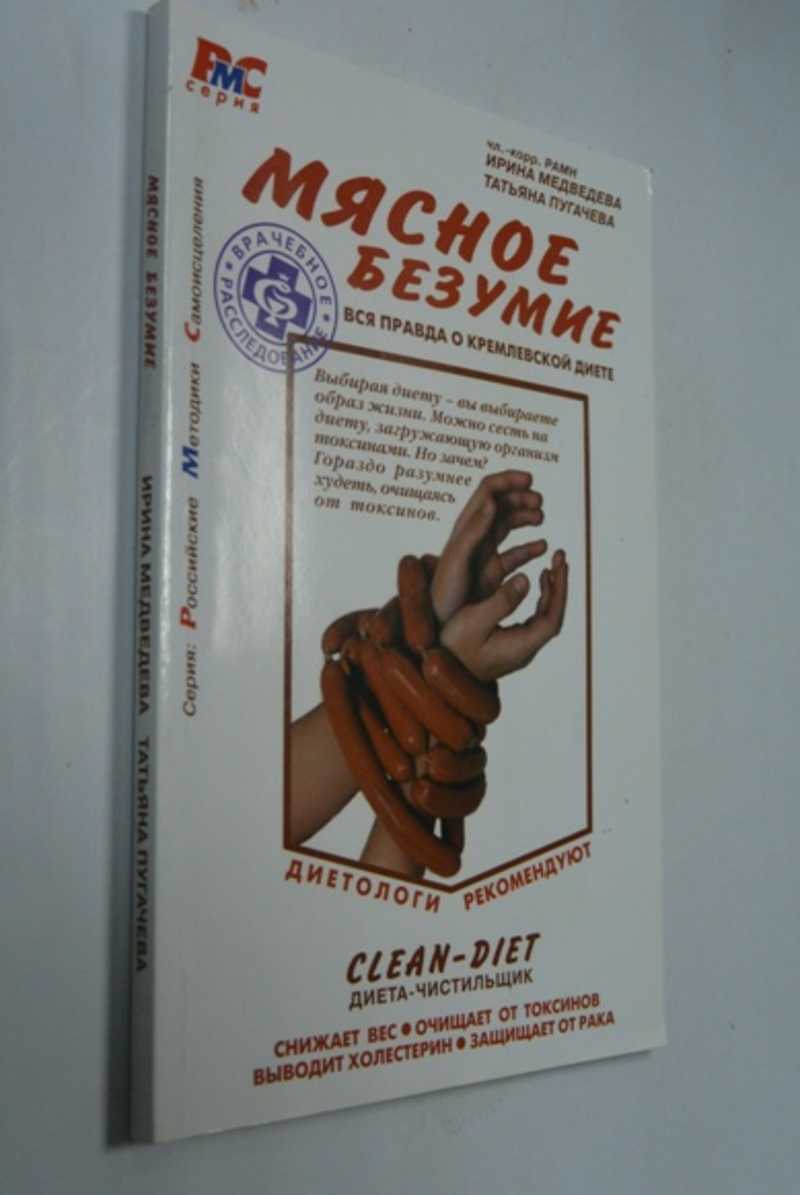 РМС
серия
чл.-корр. РАМН
ИРИНА МЕДВЕДЕВА
ТАТЬЯНА ПУГАЧЕВА
МЯСНОЕ
БЕЗУМИЕ
ВСЯ ПРАВДА О КРЕМЛЕВСКОЙ ДИЕТЕ
ВРАЧЕБНОЕ
РАССЛЕДОВАНИЕ
Выбирая диету – вы выбираете
образ жизни. Можно сесть на
диету, загружающую организм
токсинами. Но зачем?
Гораздо разумнее
худеть, очищаясь
от токсинов.
ДИЕТОЛОГИ РЕКОМЕНДУЮТ
CLEAN-DIET
ДИЕТА-ЧИСТИЛЬЩИК
СНИЖАЕТ ВЕС • ОЧИЩАЕТ ОТ ТОКСИНОВ
ВЫВОДИТ ХОЛЕСТЕРИН • ЗАЩИЩАЕТ ОТ РАКА
Серия: Российские Методики Самоисцеления
МЯСНОЕ БЕЗУМИЕ
ИРИНА МЕДВЕДЕВА ТАТЬЯНА ПУГАЧЕВА